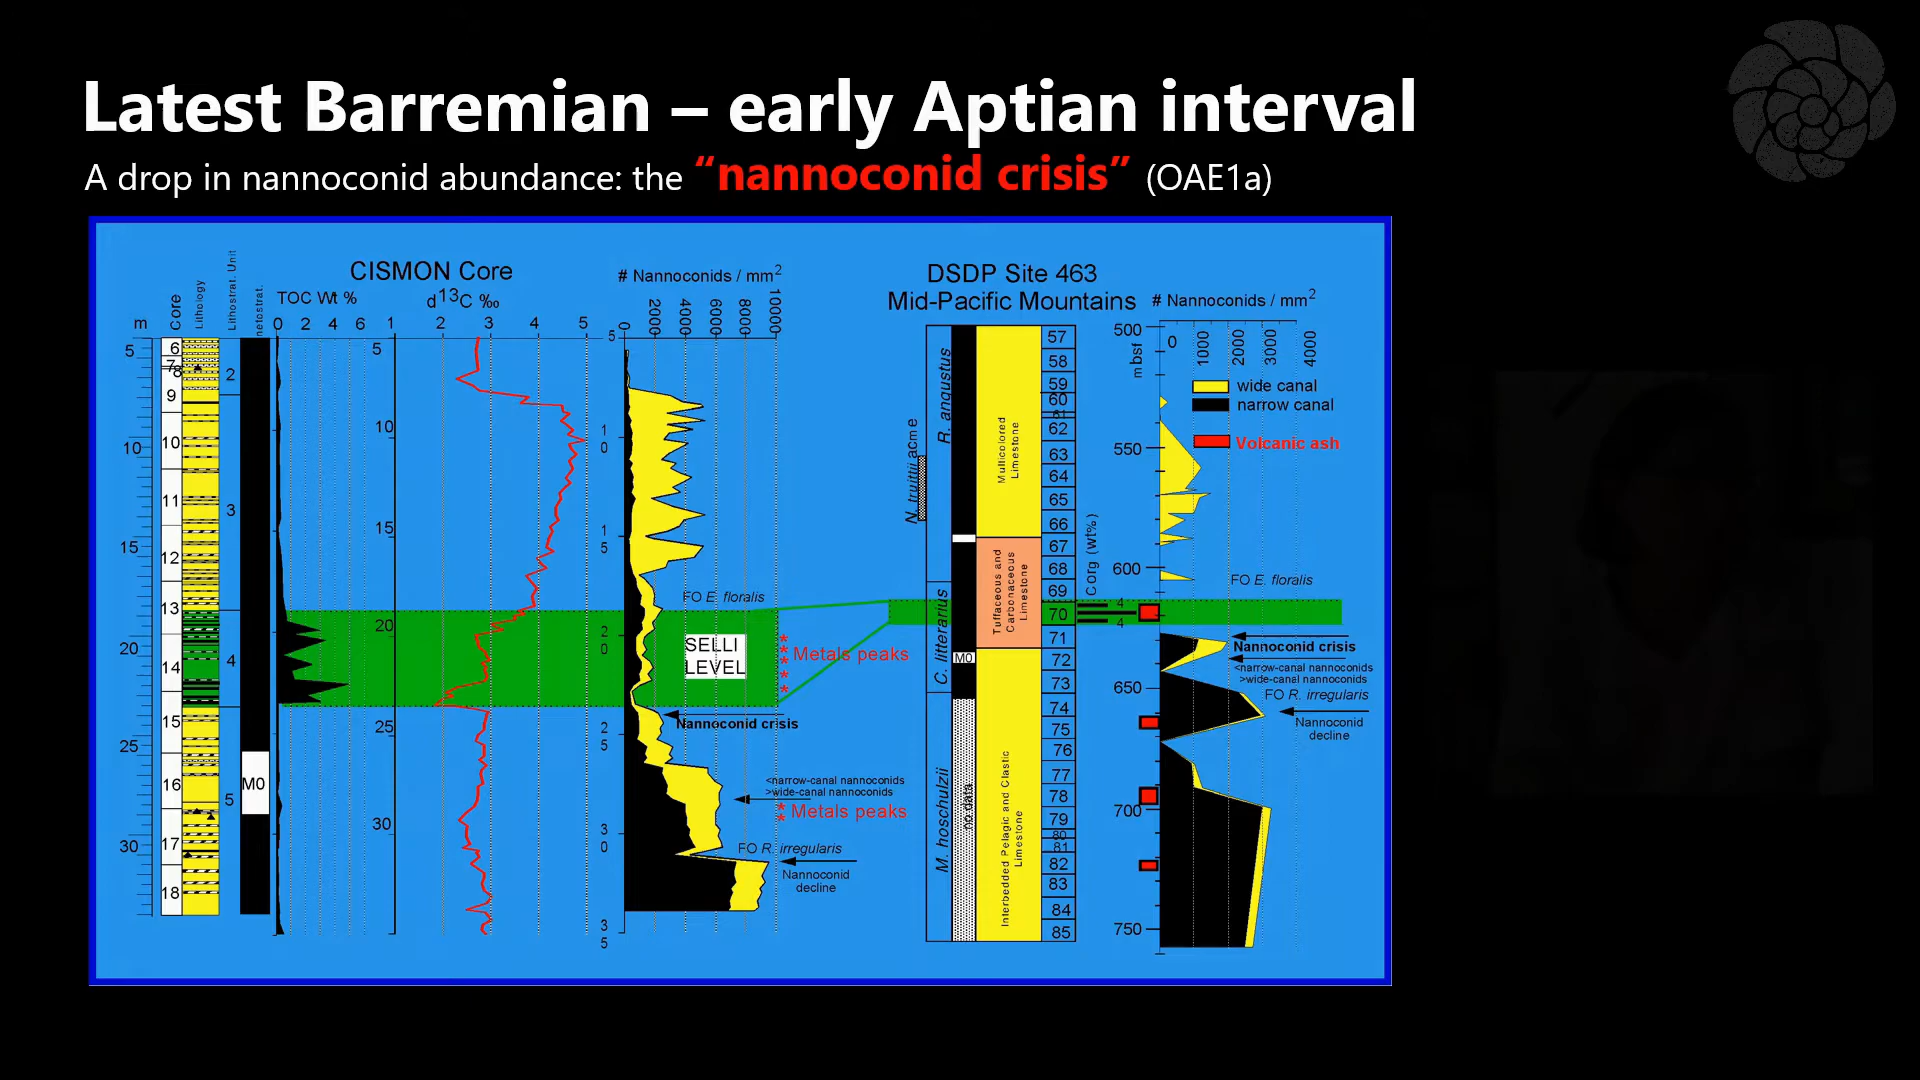 Latest Barremian – early Aptian interval
A drop in nannoconid abundance: the “nannoconid crisis” (OAE1a)
CISMON Core
m
Core
Lithology
Lithostrat. Unit
netostrat.
TOC Wt %
0 2 4 6
d13C ‰
1 2 3 4 5
# Nannoconids / mm2
0 2000 4000 6000 8000 10000
5
10
15
20
25
30
6
7
8
9
10
11
12
13
14
15
16
17
18
2
3
4
5
M0
5
10
15
20
25
30
5
10
15
20
25
30
35
FO E. floralis
SELLI
LEVEL
* Metals peaks
Nannoconid crisis
<narrow-canal nannoconids
>wide-canal nannoconids
* Metals peaks
FO R. irregularis
Nannoconid
decline
DSDP Site 463
Mid-Pacific Mountains
N. truittii acme
R. angustus
C. litterarius
M. hoschulzii
M0
no data
Multicolored
Limestone
Tuffaceous and
Carbonaceous
Limestone
Interbedded Pelagic and Clastic
Limestone
57
58
59
60
61
62
63
64
65
66
67
68
69
70
71
72
73
74
75
76
77
78
79
80
81
82
83
84
85
Corg (wt%)
4
4
# Nannoconids / mm2
0 1000 2000 3000 4000
mbsf
500
550
600
650
700
750
wide canal
narrow canal
Volcanic ash
FO E. floralis
Nannoconid crisis
<narrow-canal nannoconids
>wide-canal nannoconids
FO R. irregularis
Nannoconid
decline